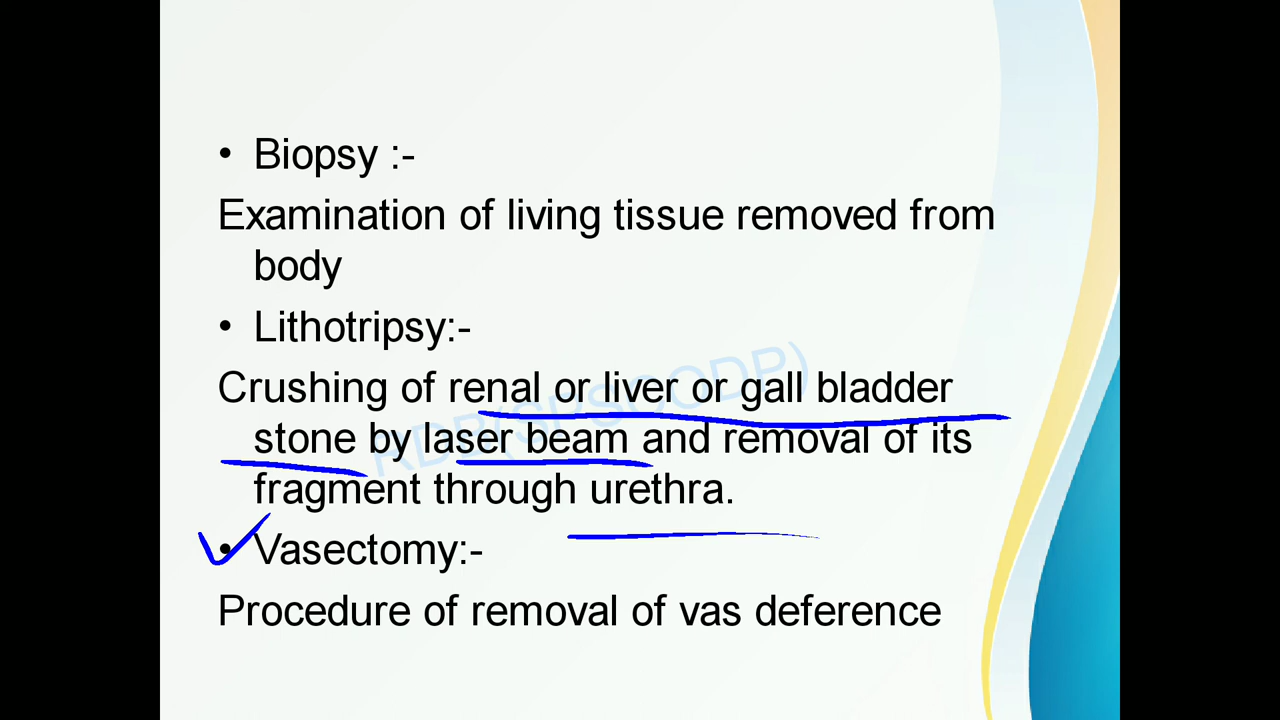 • Biopsy :-
Examination of living tissue removed from
body
• Lithotripsy:-
Crushing of renal or liver or gall bladder
stone by laser beam and removal of its
fragment through urethra.
• Vasectomy:-
Procedure of removal of vas deference